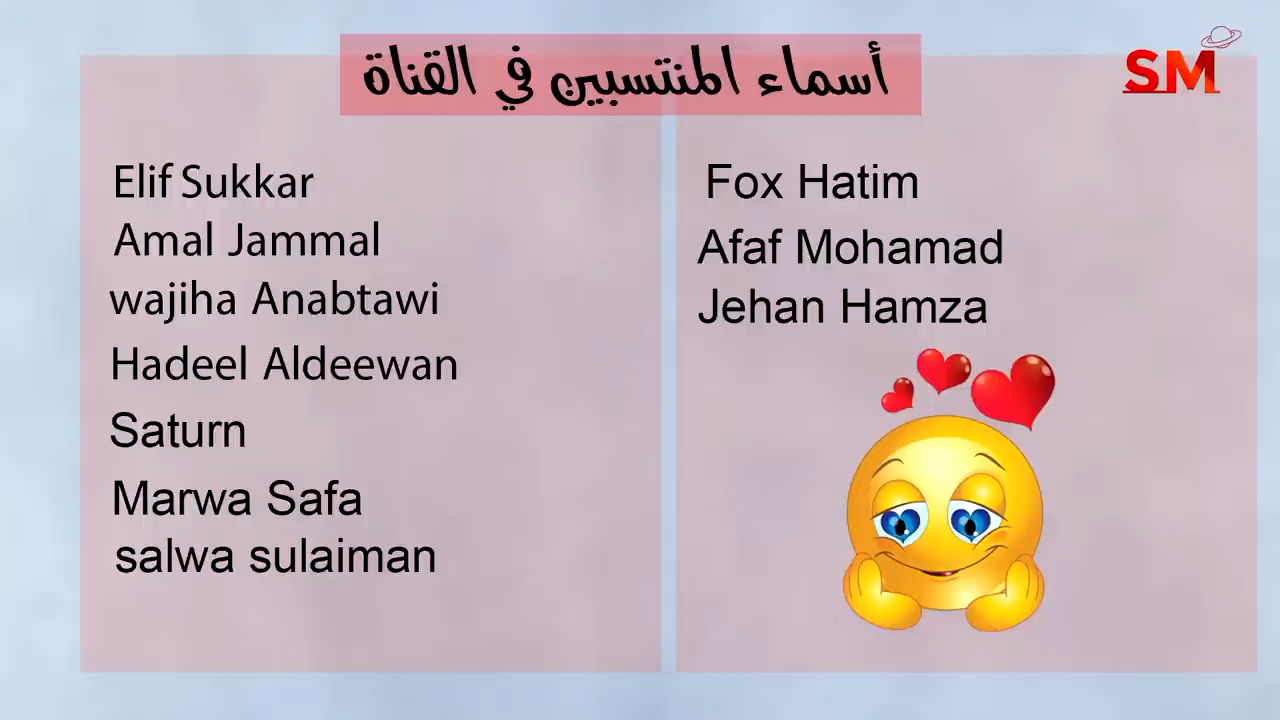 أسماء المنتسبين في القناة
SM
Elif Sukkar
Amal Jammal
wajiha Anabtawi
Hadeel Aldeewan
Saturn
Marwa Safa
salwa sulaiman
Fox Hatim
Afaf Mohamad
Jehan Hamza